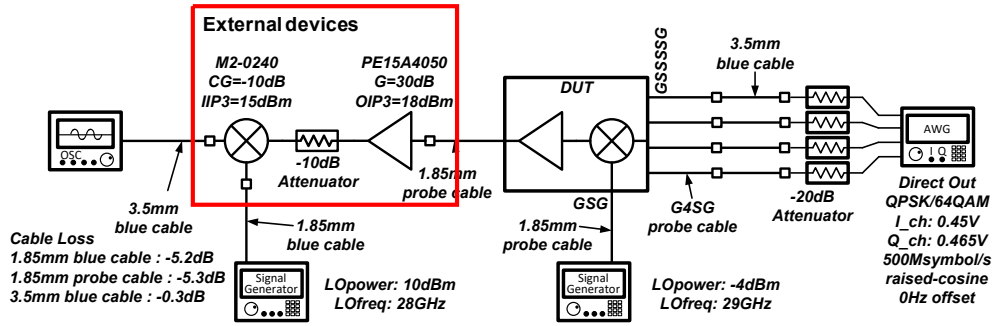 External devices
M2-0240
CG=-10dB
IIP3=15dBm
PE15A4050
G=30dB
OIP3=18dBm
-10dB
Attenuator
OSC
3.5mm
blue cable
1.85mm
blue cable
1.85mm
probe cable
DUT
GSSSSG
GSG
3.5mm
blue cable
G4SG
probe cable
1.85mm
probe cable
-20dB
Attenuator
AWG
I Q
Direct Out
QPSK/64QAM
I_ch: 0.45V
Q_ch: 0.465V
500Msymbol/s
raised-cosine
0Hz offset
Cable Loss
1.85mm blue cable : -5.2dB
1.85mm probe cable : -5.3dB
3.5mm blue cable : -0.3dB
Signal
Generator
LOpower: 10dBm
LOfreq: 28GHz
Signal
Generator
LOpower: -4dBm
LOfreq: 29GHz